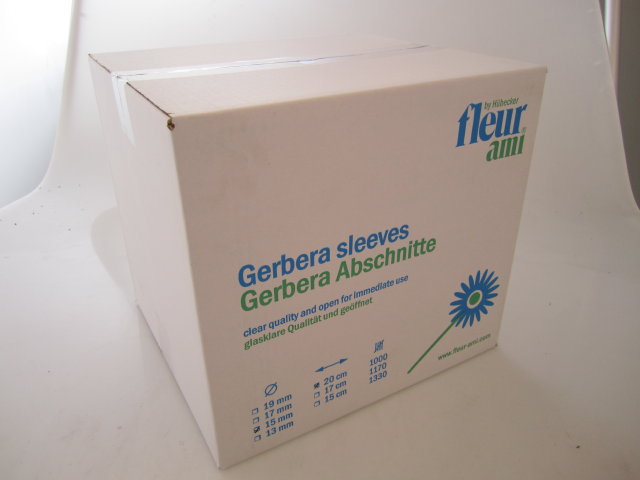 by Hübecker
fleur
ami®
Gerbera sleeves
Gerbera Abschnitte
clear quality and open for immediate use
glasklare Qualität und geöffnet
19 mm
17 mm
15 mm
13 mm
20 cm
17 cm
15 cm
1000
1170
1330
www.fleur-ami.com